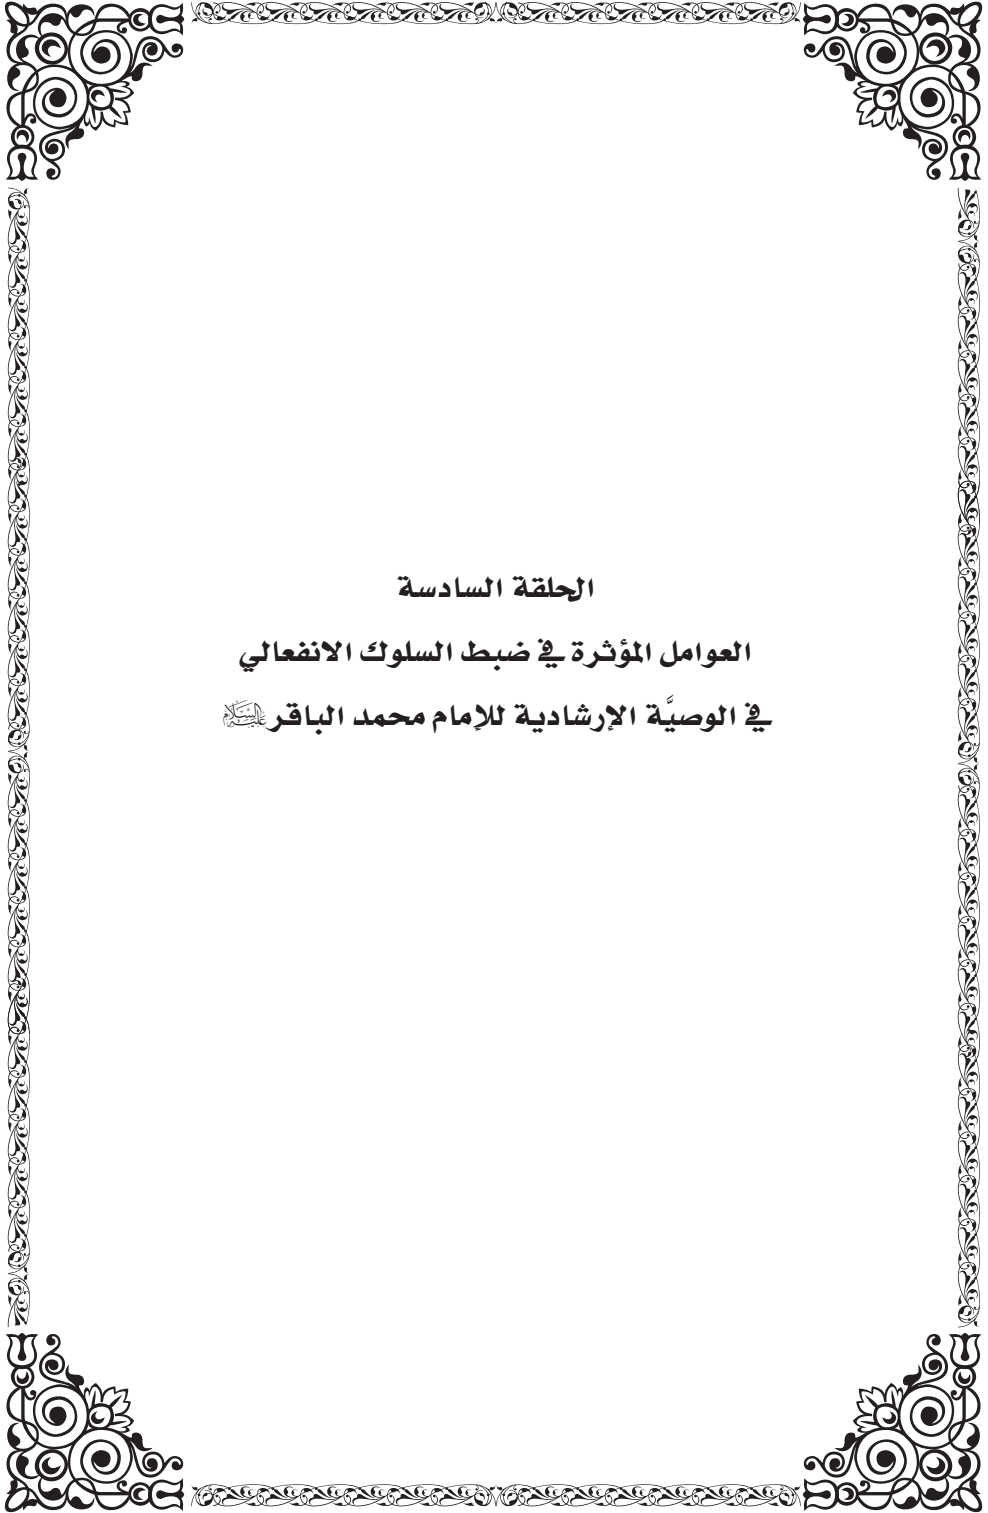 الحلقة السادسة
العوامل المؤثرة في ضبط السلوك الانفعالي
في الوصيَّة الإرشادية للإمام محمد الباقر عليه السلام